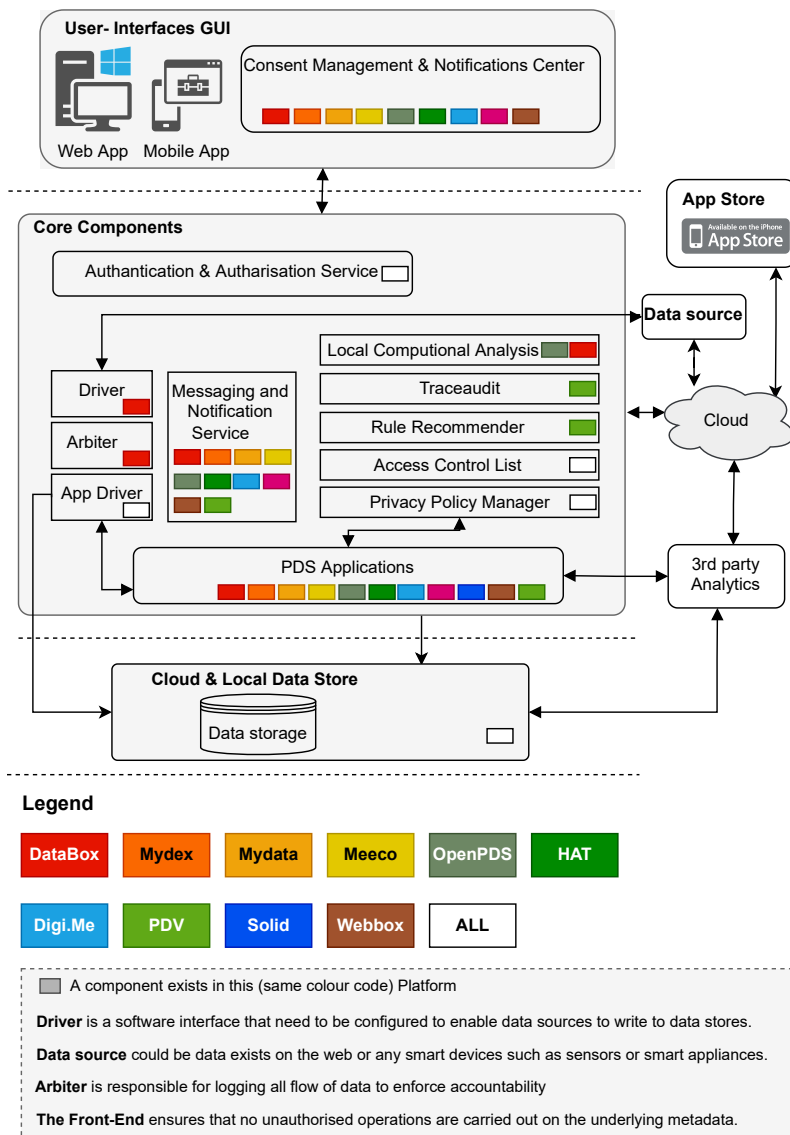 User- Interfaces GUI
Consent Management & Notifications Center
Web App
Mobile App
App Store
Available on the iPhone
App Store
Core Components
Authantication & Autharisation Service
Data source
Local Computional Analysis
Driver
Messaging and
Notification
Service
Traceaudit
Arbiter
Rule Recommender
Cloud
Access Control List
App Driver
Privacy Policy Manager
PDS Applications
3rd party
Analytics
Cloud & Local Data Store
Data storage
Legend
DataBox
Mydex
Mydata
Meeco
OpenPDS
HAT
Digi.Me
PDV
Solid
Webbox
ALL
A component exists in this (same colour code) Platform
Driver is a software interface that need to be configured to enable data sources to write to data stores.
Data source could be data exists on the web or any smart devices such as sensors or smart appliances.
Arbiter is responsible for logging all flow of data to enforce accountability
The Front-End ensures that no unauthorised operations are carried out on the underlying metadata.